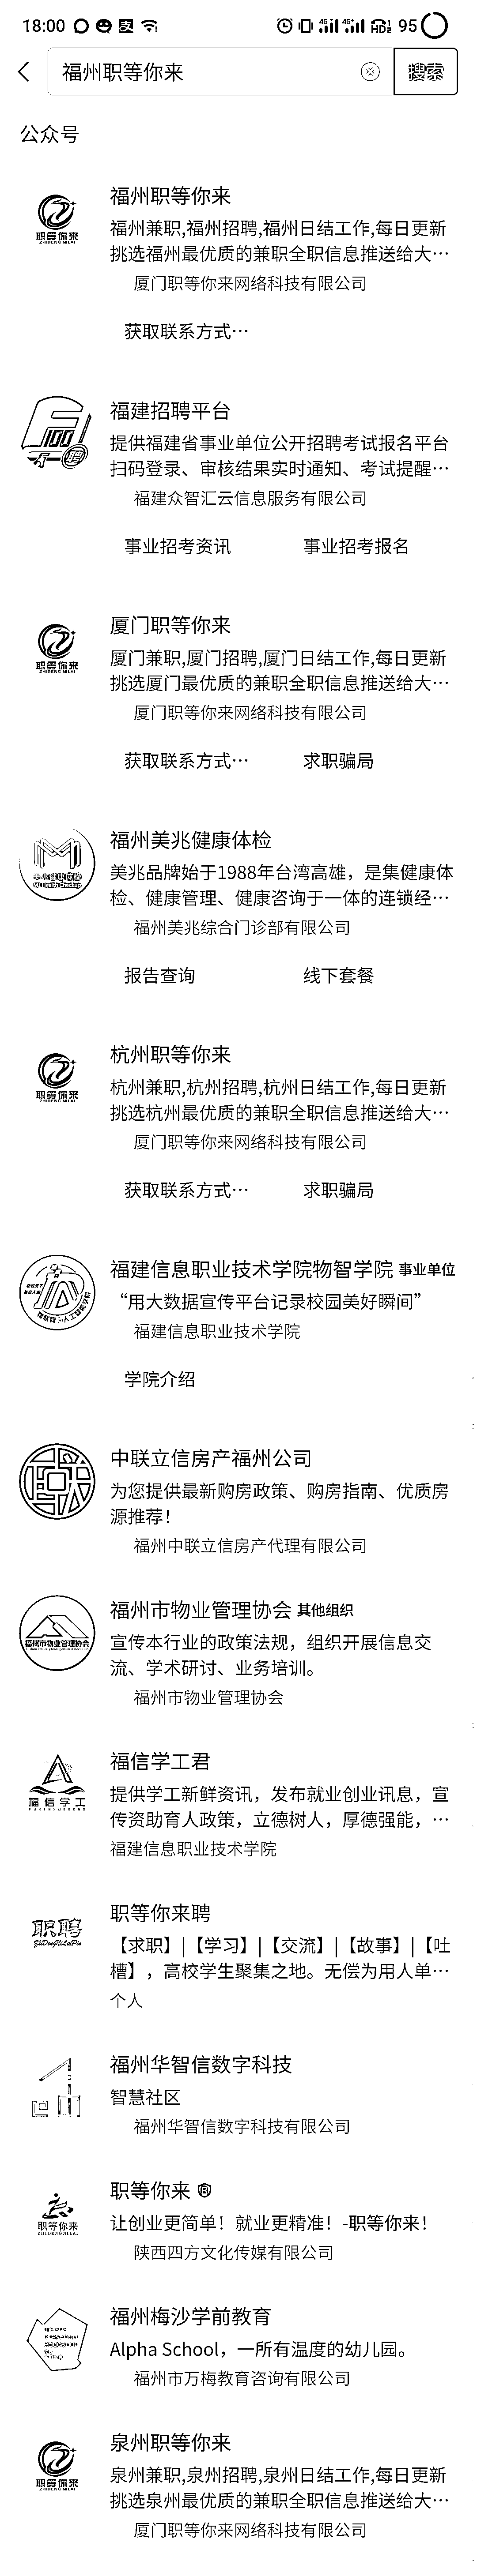 18:00 4G 4G HD 95
福州职等你来 搜索
公众号
福州职等你来
福州兼职,福州招聘,福州日结工作,每日更新
挑选福州最优质的兼职全职信息推送给大…
厦门职等你来网络科技有限公司
获取联系方式…
职等你来
ZHIDENG NILAI
福建招聘平台
提供福建省事业单位公开招聘考试报名平台
扫码登录、审核结果实时通知、考试提醒…
福建众智汇云信息服务有限公司
事业招考资讯 事业招考报名
厦门职等你来
厦门兼职,厦门招聘,厦门日结工作,每日更新
挑选厦门最优质的兼职全职信息推送给大…
厦门职等你来网络科技有限公司
获取联系方式… 求职骗局
职等你来
ZHIDENG NILAI
福州美兆健康体检
美兆品牌始于1988年台湾高雄，是集健康体
检、健康管理、健康咨询于一体的连锁经…
福州美兆综合门诊部有限公司
报告查询 线下套餐
杭州职等你来
杭州兼职,杭州招聘,杭州日结工作,每日更新
挑选杭州最优质的兼职全职信息推送给大…
厦门职等你来网络科技有限公司
获取联系方式… 求职骗局
职等你来
ZHIDENG NILAI
福建信息职业技术学院物智学院 事业单位
“用大数据宣传平台记录校园美好瞬间”
福建信息职业技术学院
学院介绍
中联立信房产福州公司
为您提供最新购房政策、购房指南、优质房
源推荐！
福州中联立信房产代理有限公司
福州市物业管理协会 其他组织
宣传本行业的政策法规，组织开展信息交
流、学术研讨、业务培训。
福州市物业管理协会
福州市物业管理协会
福信学工君
提供学工新鲜资讯，发布就业创业讯息，宣
传资助育人政策，立德树人，厚德强能，…
福建信息职业技术学院
福信学工
职等你来聘
【求职】|【学习】|【交流】|【故事】|【吐
槽】，高校学生聚集之地。无偿为用人单…
个人
职聘
福州华智信数字科技
智慧社区
福州华智信数字科技有限公司
职等你来
让创业更简单！就业更精准！-职等你来！
陕西四方文化传媒有限公司
职等你来
ZHIDENG NILAI
福州梅沙学前教育
Alpha School，一所有温度的幼儿园。
福州市万梅教育咨询有限公司
泉州职等你来
泉州兼职,泉州招聘,泉州日结工作,每日更新
挑选泉州最优质的兼职全职信息推送给大…
厦门职等你来网络科技有限公司
职等你来
ZHIDENG NILAI